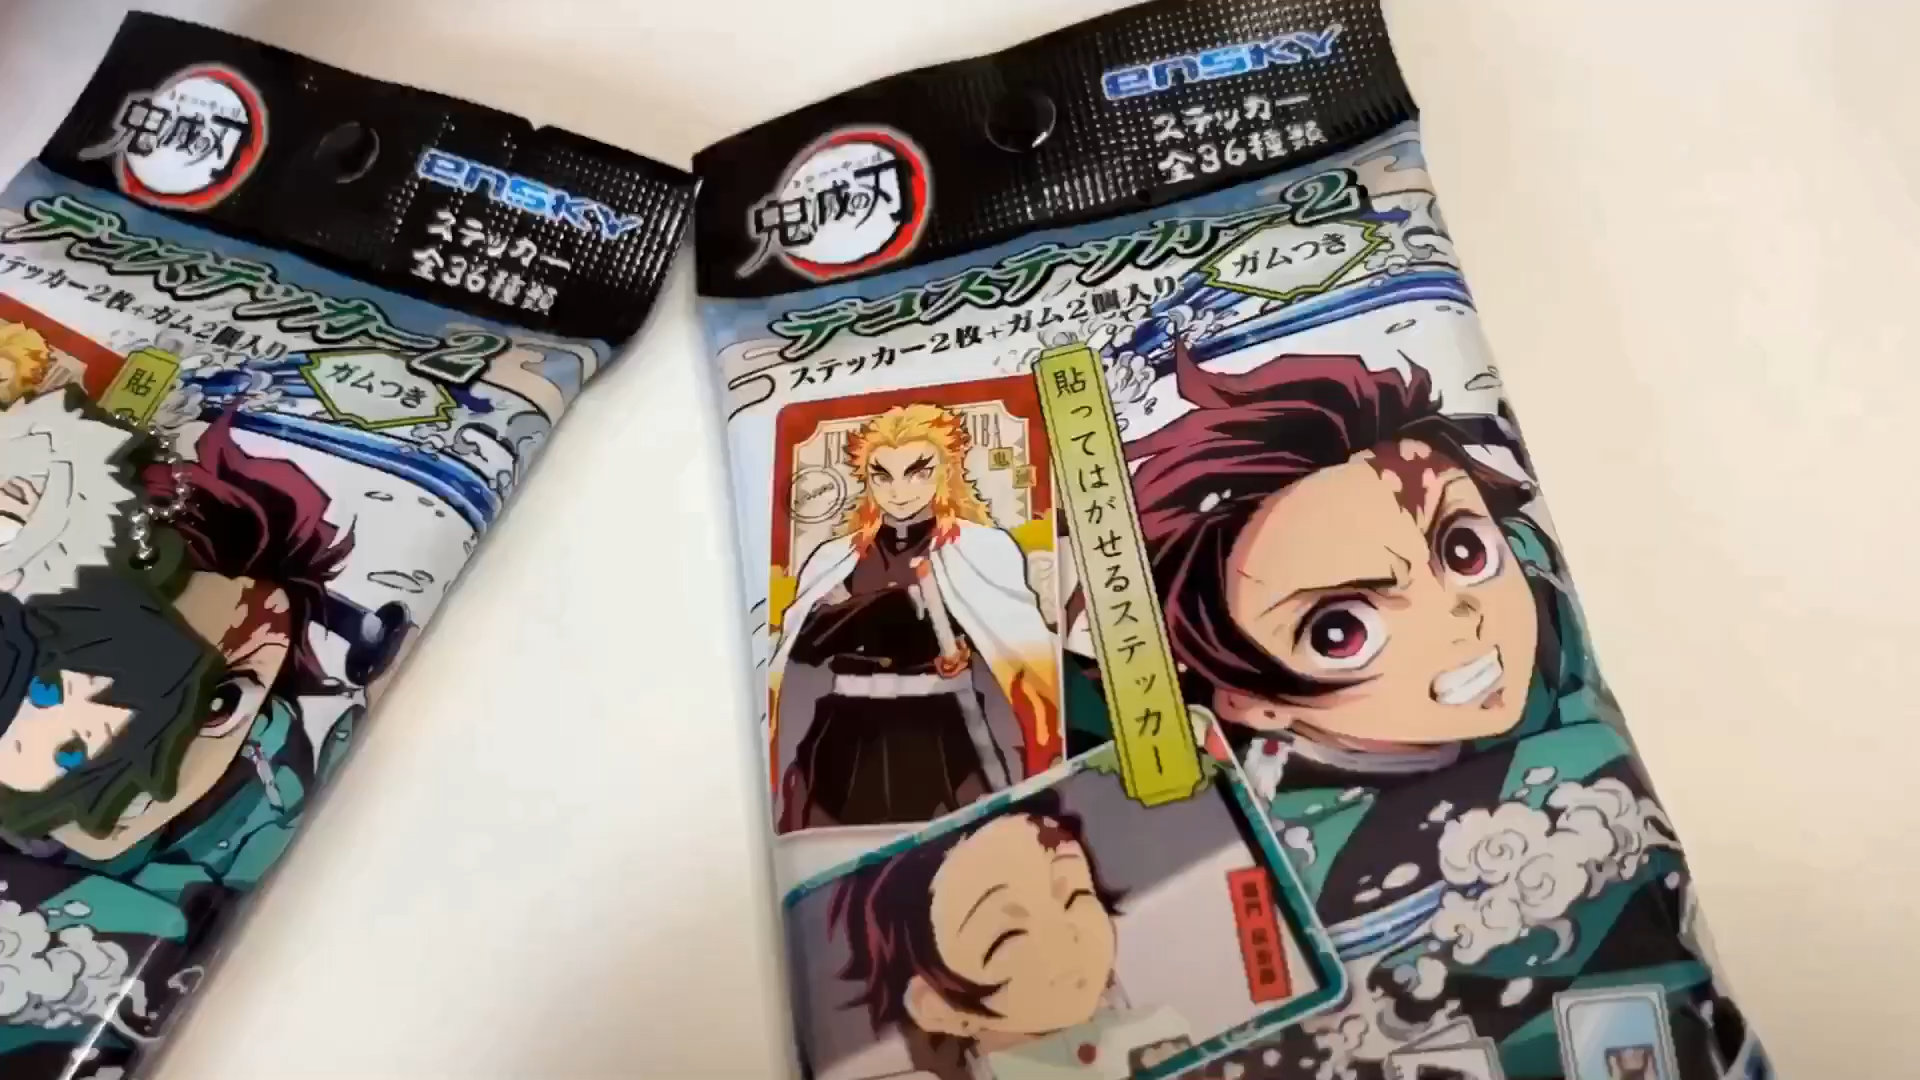 鬼滅の刃
ensky
ステッカー
全36種類
デコステッカー2
ステッカー2枚+ガム2個入り
ガムつき
貼
鬼滅の刃
ensky
ステッカー
全36種類
デコステッカー2
ステッカー2枚+ガム2個入り
ガムつき
貼ってはがせるステッカー
鬼
滅